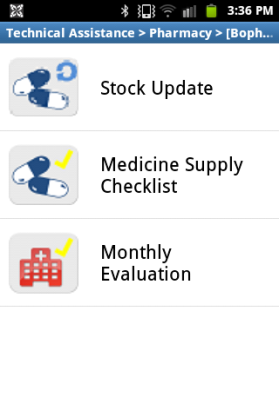 3:36 PM
Technical Assistance > Pharmacy > [Boph...
Stock Update
Medicine Supply
Checklist
Monthly
Evaluation